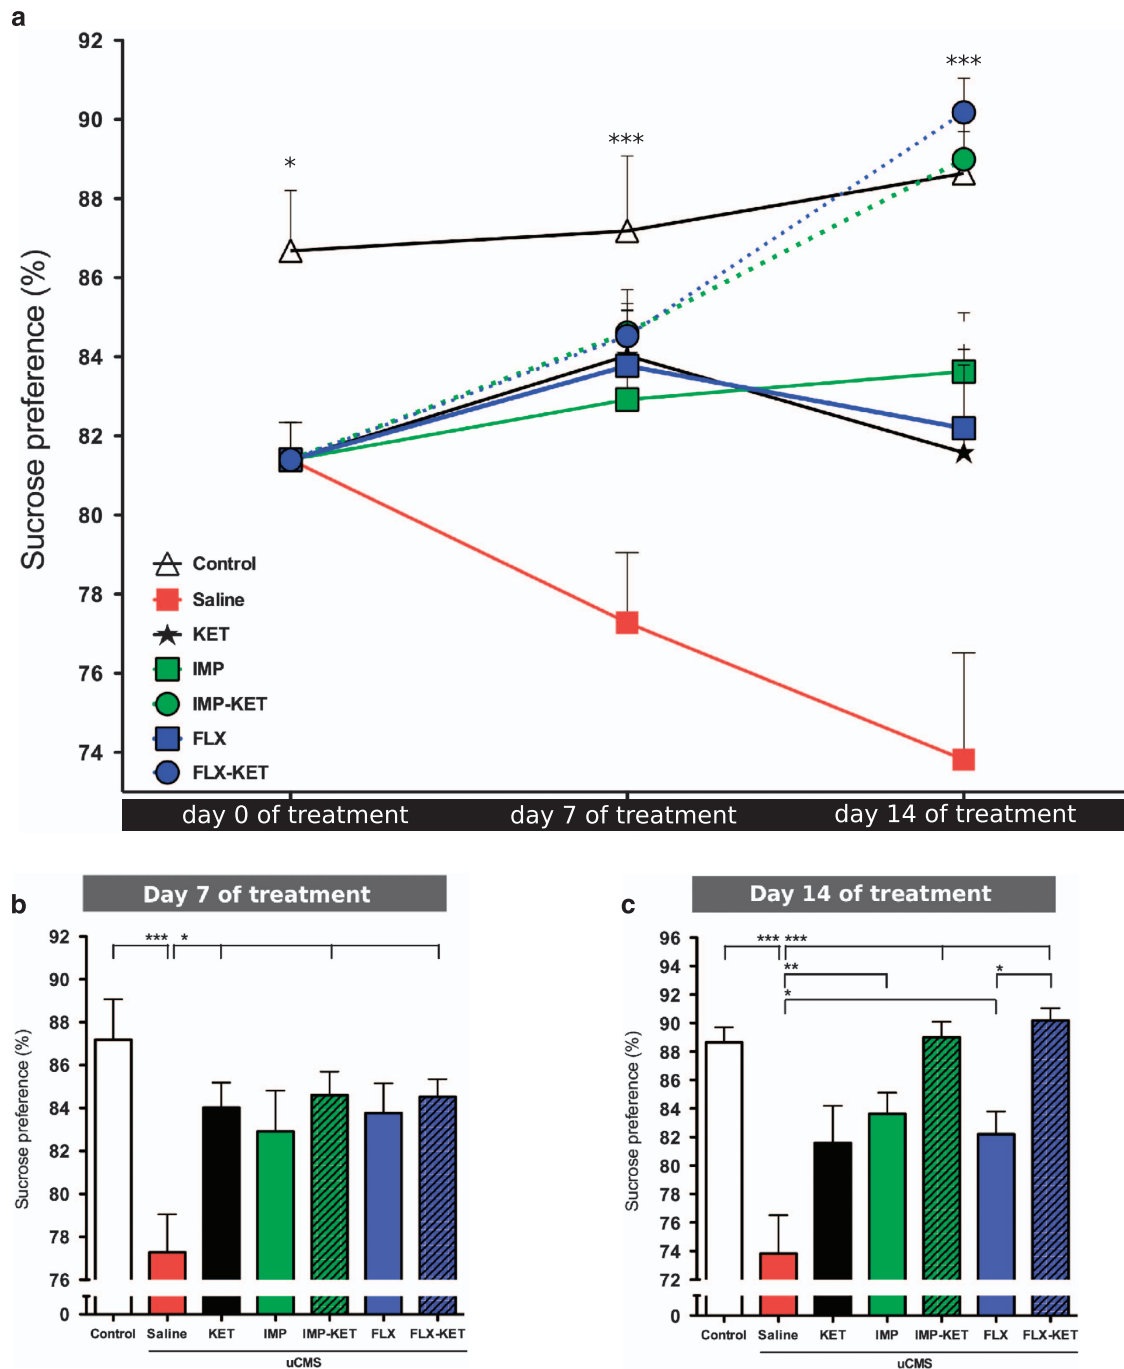 a
92
90
88
86
84
82
80
78
76
74
Sucrose preference (%)
*
***
***
Control
Saline
KET
IMP
IMP-KET
FLX
FLX-KET
day 0 of treatment
day 7 of treatment
day 14 of treatment
b
Day 7 of treatment
92
90
88
86
84
82
80
78
76
0
Sucrose preference (%)
*** *
Control Saline KET IMP IMP-KET FLX FLX-KET
uCMS
c
Day 14 of treatment
96
94
92
90
88
86
84
82
80
78
76
74
72
0
Sucrose preference (%)
*** ***
** *
*
Control Saline KET IMP IMP-KET FLX FLX-KET
uCMS